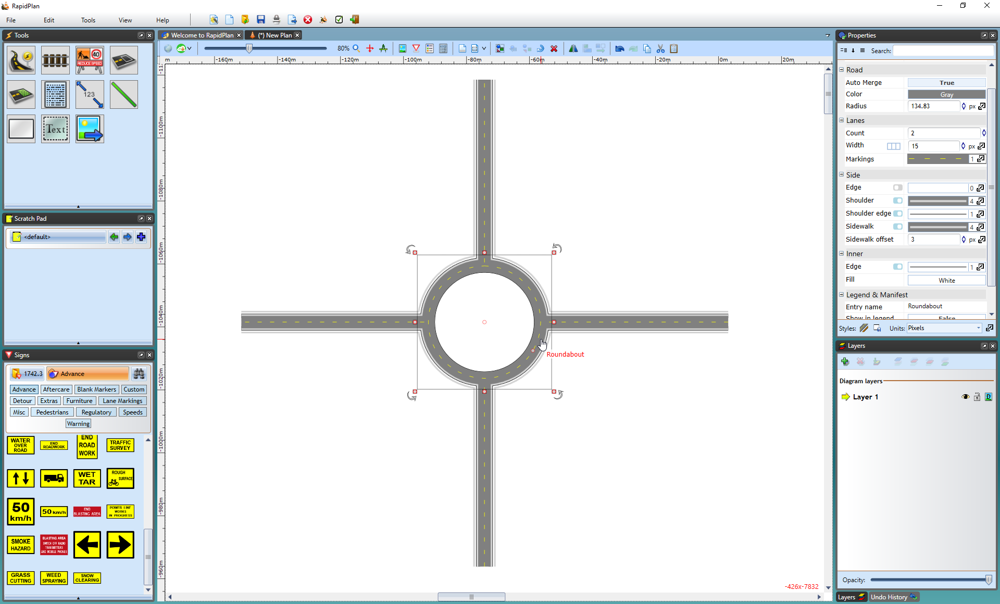 RapidPlan
File Edit Tools View Help
Tools
40
REDUCE SPEED
123
Text
Scratch Pad
<default>
Signs
1742.3 Advance
Advance Aftercare Blank Markers Custom
Detour Extras Furniture Lane Markings
Misc Pedestrians Regulatory Speeds
Warning
WATER OVER ROAD
END ROADWORK
END ROAD WORK
TRAFFIC SURVEY
WET TAR
ROUGH SURFACE
50 km/h
50 km/h
END BLASTING AREA
POWER LINE WORKS IN PROGRESS
SMOKE HAZARD
BLASTING AREA SWITCH OFF RADIO TRANSMITTERS AND MOBILE PHONES
GRASS CUTTING
WEED SPRAYING
SNOW CLEARING
Welcome to RapidPlan (*) New Plan
80%
m -160m -140m -120m -100m -80m -60m -40m -20m 0m 20m
-1100m
-1080m
-1060m
-1040m
-1020m
-1000m
-980m
-960m
Roundabout
-426x-7832
Properties
Search:
Road
Auto Merge True
Color Gray
Radius 134.83 px
Lanes
Count 2
Width 15 px
Markings 1
Side
Edge 0
Shoulder 4
Shoulder edge 1
Sidewalk 4
Sidewalk offset 3 px
Inner
Edge 1
Fill White
Legend & Manifest
Entry name Roundabout
Show in legend False
Styles: Units: Pixels
Layers
Diagram layers
Layer 1 D
Opacity:
Layers Undo History